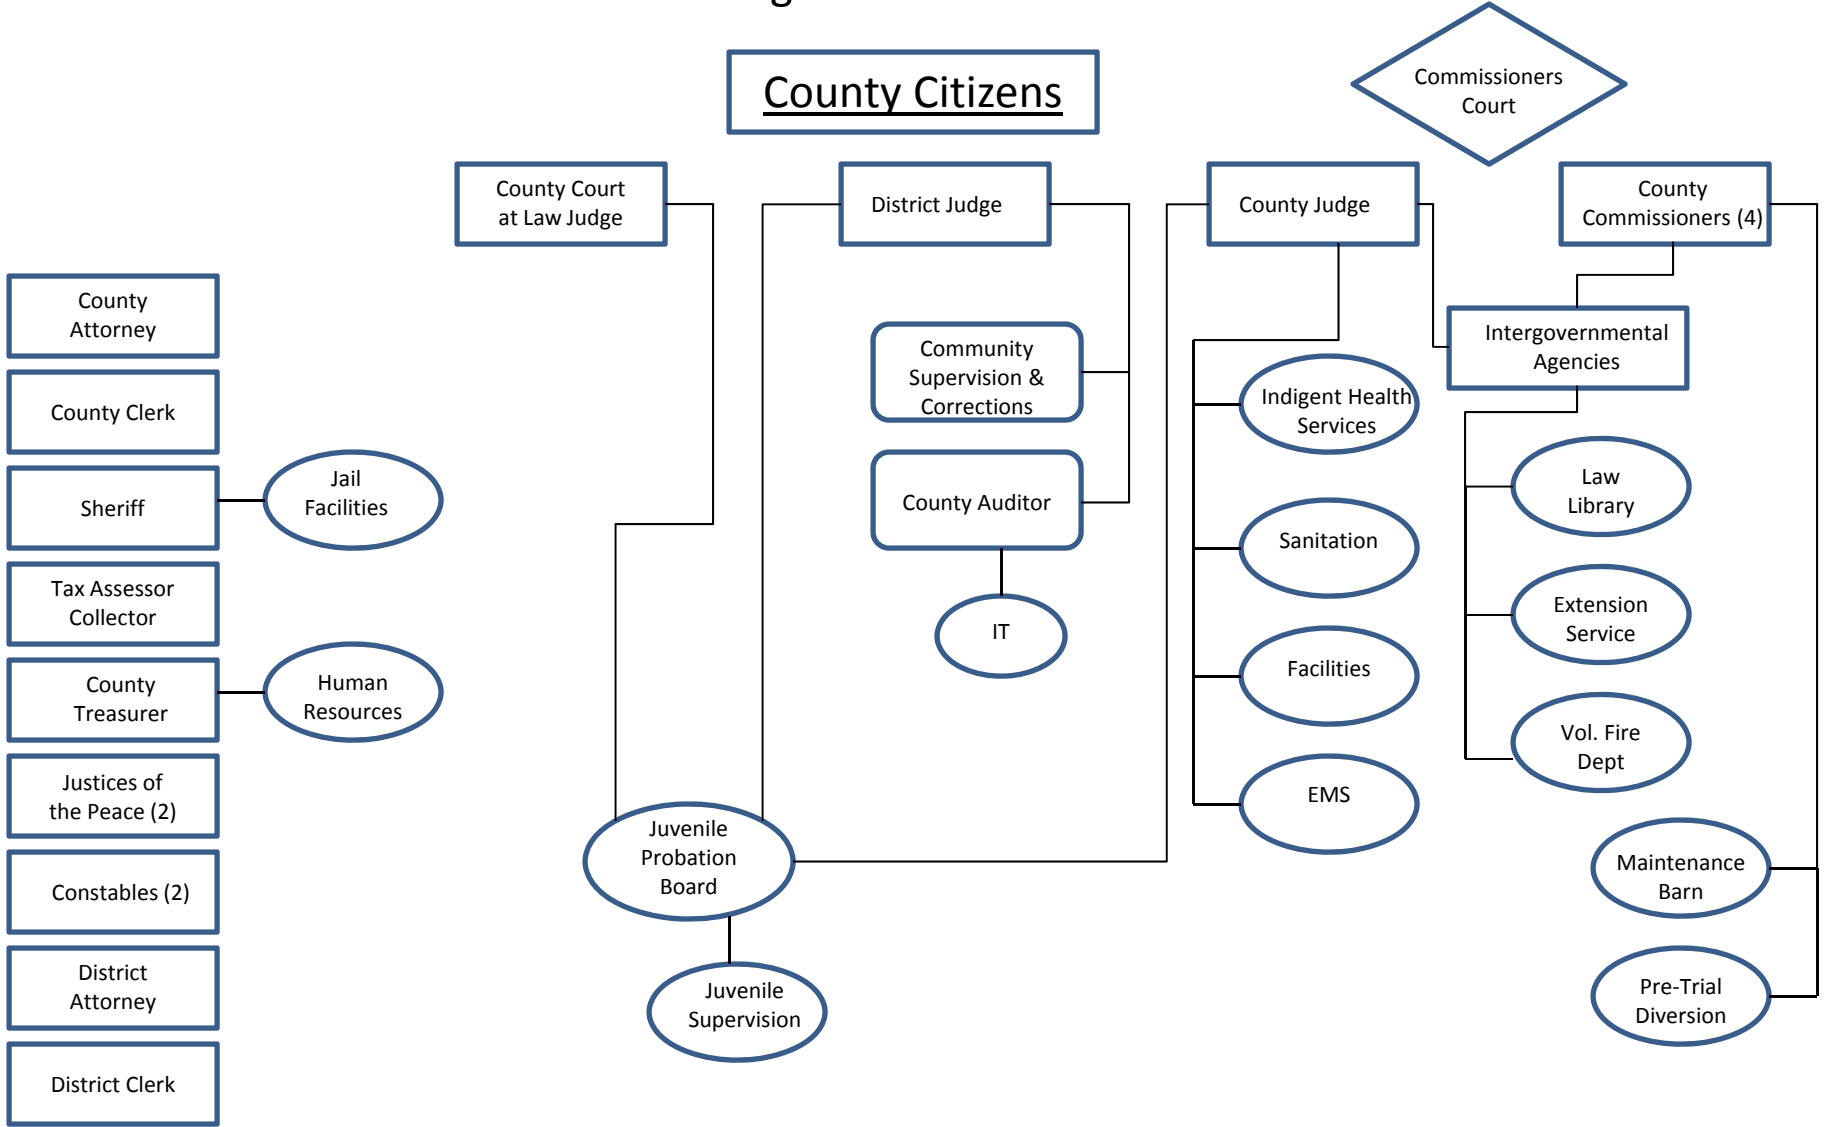 County Citizens
Commissioners
Court
County Court
at Law Judge
District Judge
County Judge
County
Commissioners (4)
County
Attorney
County Clerk
Sheriff
Jail
Facilities
Tax Assessor
Collector
County
Treasurer
Human
Resources
Justices of
the Peace (2)
Constables (2)
District
Attorney
District Clerk
Community
Supervision &
Corrections
County Auditor
IT
Juvenile
Probation
Board
Juvenile
Supervision
Indigent Health
Services
Sanitation
Facilities
EMS
Intergovernmental
Agencies
Law
Library
Extension
Service
Vol. Fire
Dept
Maintenance
Barn
Pre-Trial
Diversion